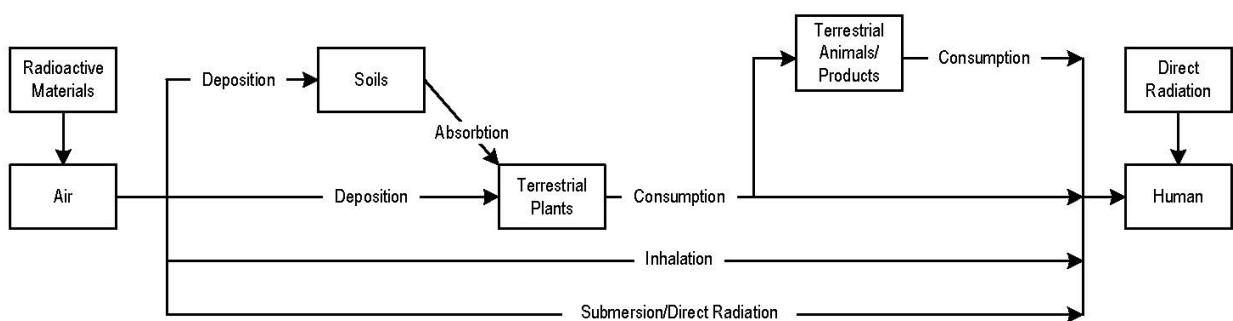 Radioactive
Materials
Deposition
Soils
Terrestrial
Animals/
Products
Consumption
Direct
Radiation
Absorbtion
Air
Deposition
Terrestrial
Plants
Consumption
Human
Inhalation
Submersion/Direct Radiation